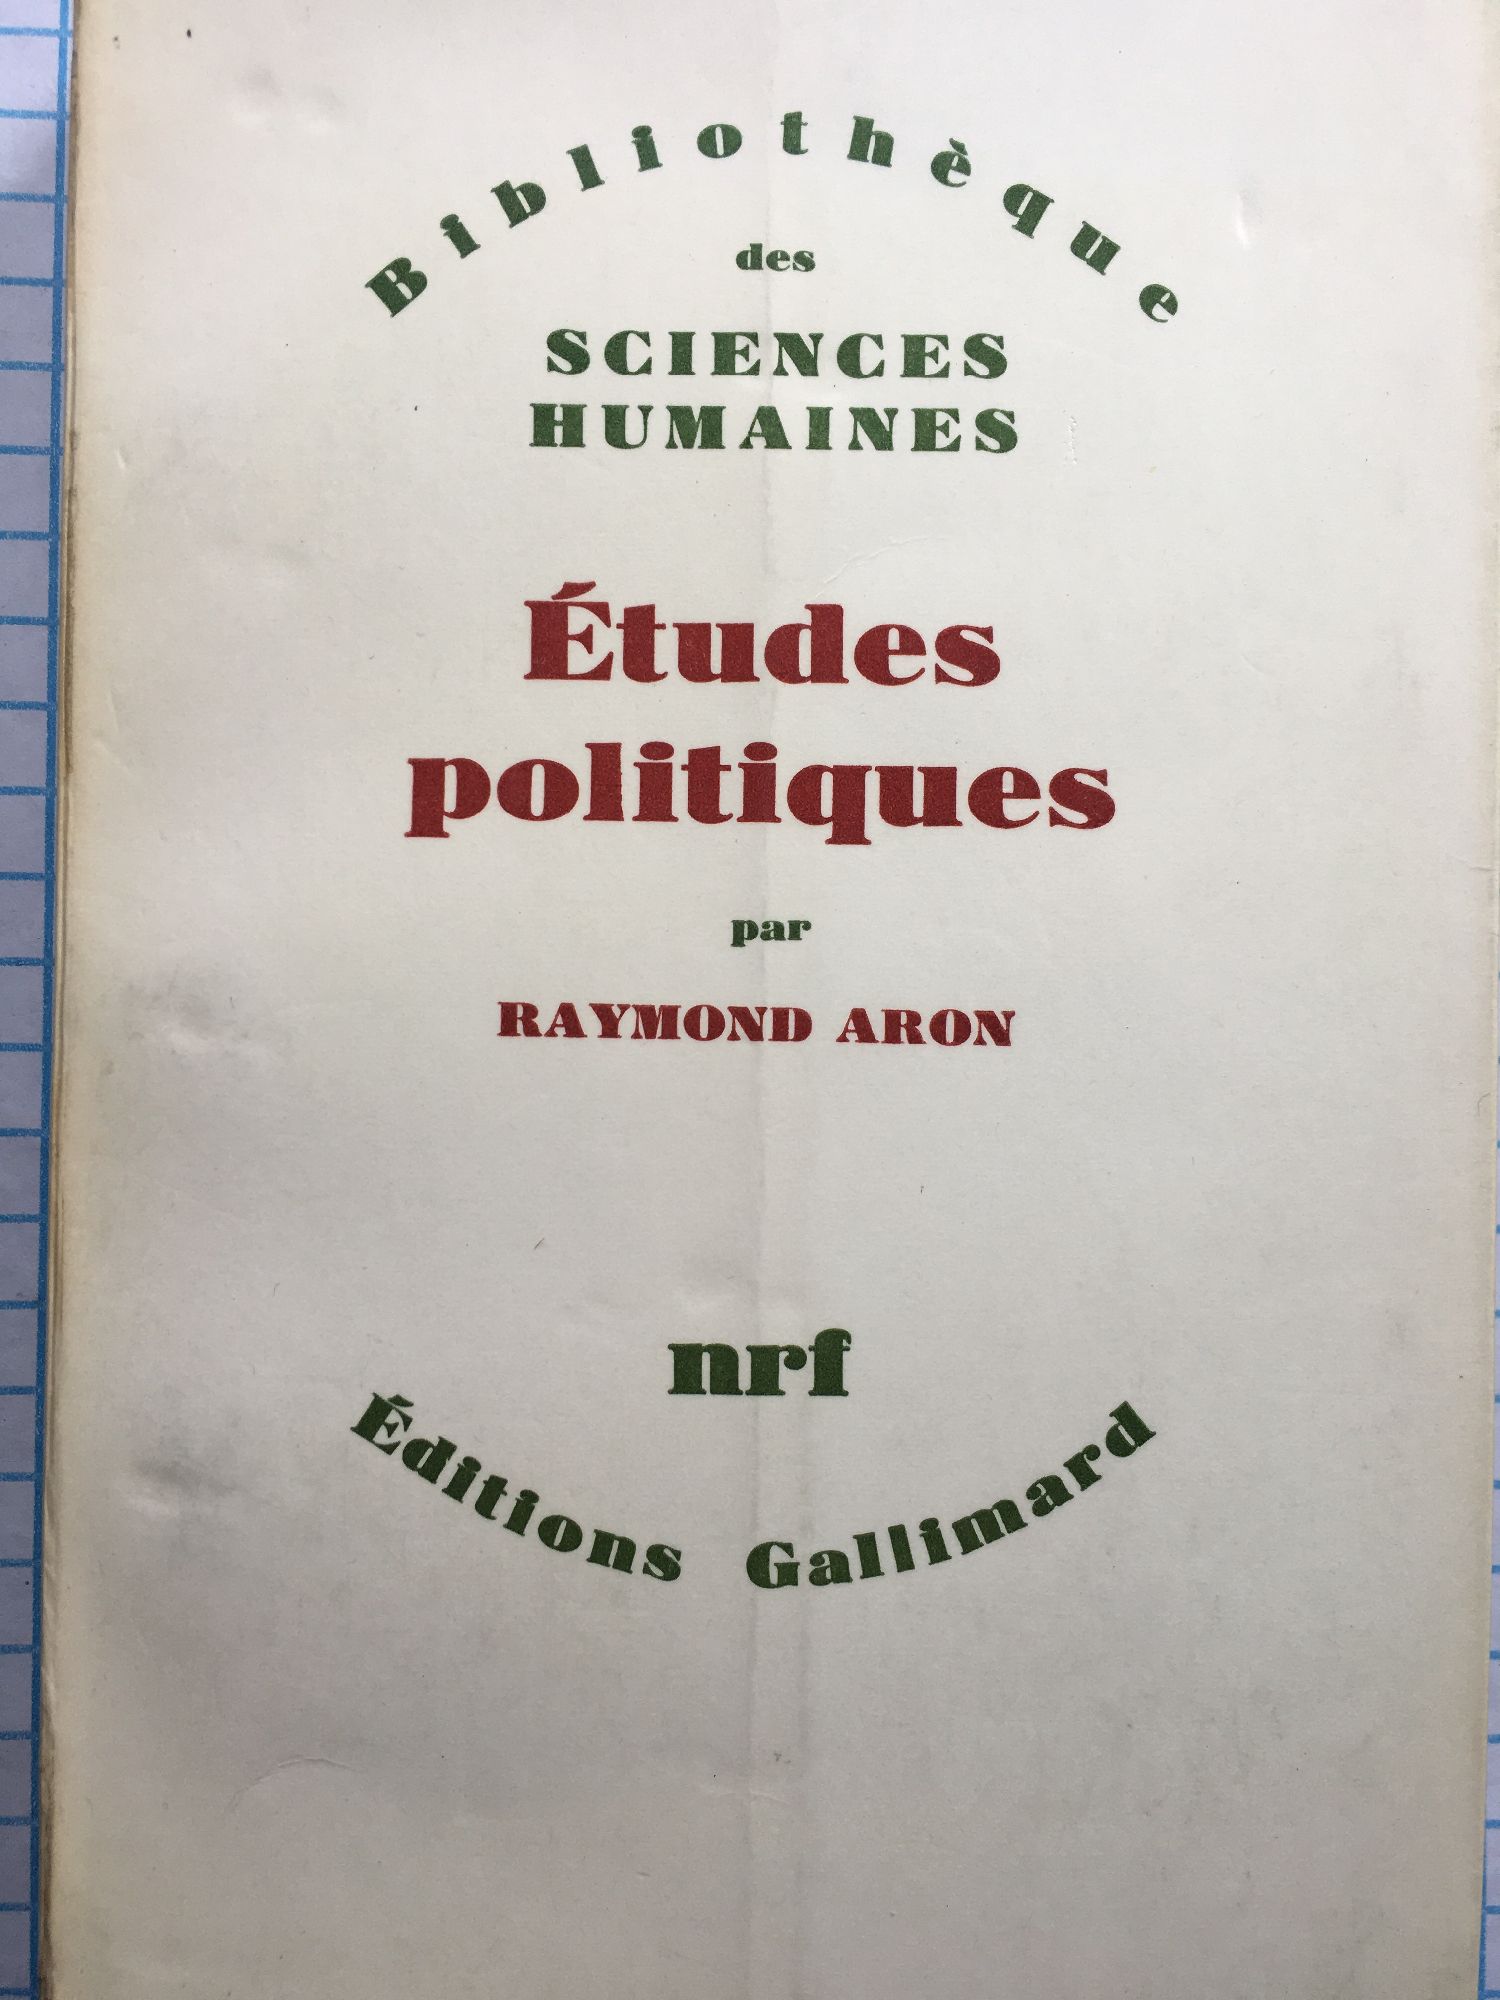 Bibliothèque
des
SCIENCES
HUMAINES
Études
politiques
par
RAYMOND ARON
nrf
Éditions Gallimard